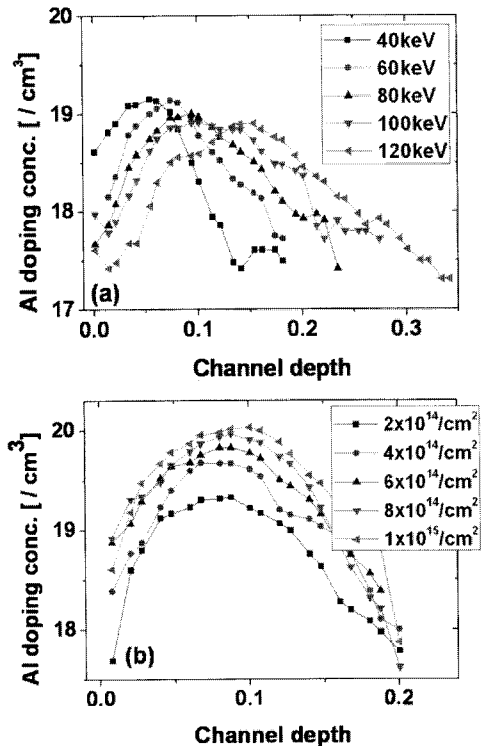 Al doping conc. [ / cm³]
20
19
18
17
(a)
40keV
60keV
80keV
100keV
120keV
0.0 0.1 0.2 0.3
Channel depth
Al doping conc. [ / cm³]
20
19
18
(b)
2x10¹⁴/cm²
4x10¹⁴/cm²
6x10¹⁴/cm²
8x10¹⁴/cm²
1x10¹⁵/cm²
0.0 0.1 0.2
Channel depth